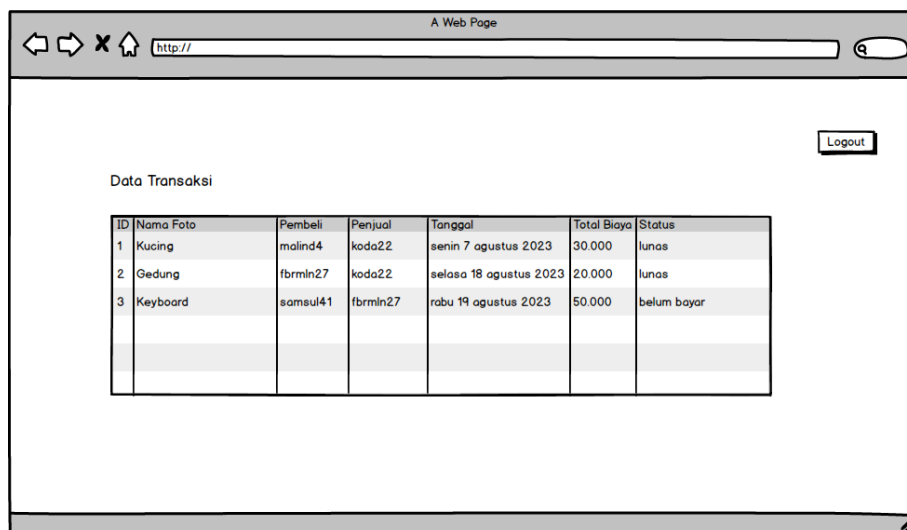 A Web Page
http://
Logout
Data Transaksi
ID Nama Foto Pembeli Penjual Tanggal Total Biaya Status
1 Kucing malind4 koda22 senin 7 agustus 2023 30.000 lunas
2 Gedung fbrmln27 koda22 selasa 18 agustus 2023 20.000 lunas
3 Keyboard samsul41 fbrmln27 rabu 19 agustus 2023 50.000 belum bayar